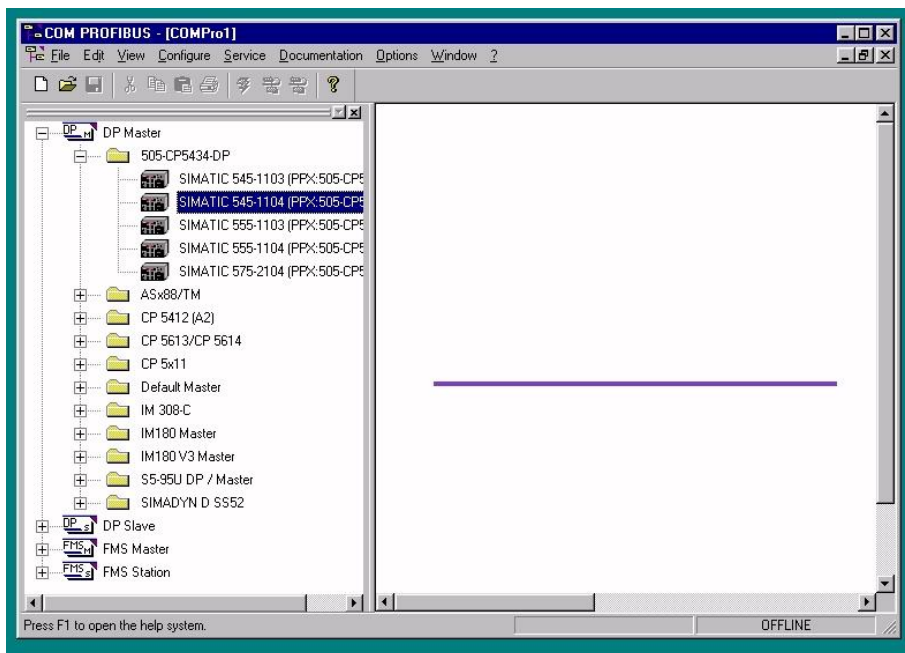 COM PROFIBUS - [COMPro1]
File Edit View Configure Service Documentation Options Window ?
DP M DP Master
505-CP5434-DP
SIMATIC 545-1103 (PPX:505-CP5
SIMATIC 545-1104 (PPX:505-CP5
SIMATIC 555-1103 (PPX:505-CP5
SIMATIC 555-1104 (PPX:505-CP5
SIMATIC 575-2104 (PPX:505-CP5
ASx88/TM
CP 5412 (A2)
CP 5613/CP 5614
CP 5x11
Default Master
IM 308-C
IM180 Master
IM180 V3 Master
S5-95U DP / Master
SIMADYN D SS52
DP s DP Slave
FMS M FMS Master
FMS s FMS Station
Press F1 to open the help system. OFFLINE